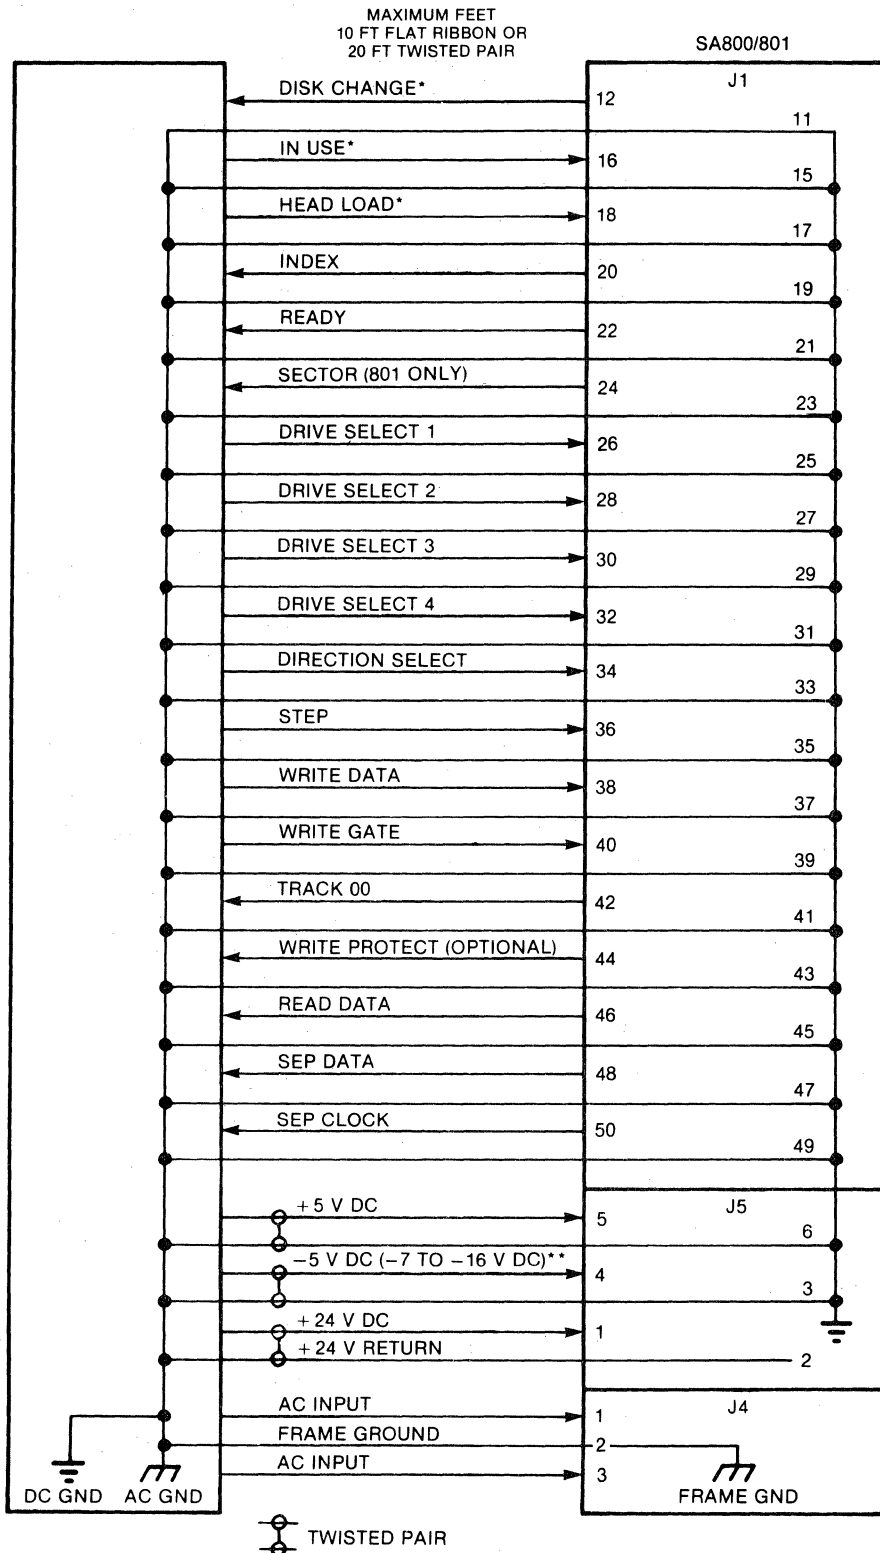 MAXIMUM FEET
10 FT FLAT RIBBON OR
20 FT TWISTED PAIR
SA800/801
J1
DISK CHANGE*
12
11
IN USE*
16
15
HEAD LOAD*
18
17
INDEX
20
19
READY
22
21
SECTOR (801 ONLY)
24
23
DRIVE SELECT 1
26
25
DRIVE SELECT 2
28
27
DRIVE SELECT 3
30
29
DRIVE SELECT 4
32
31
DIRECTION SELECT
34
33
STEP
36
35
WRITE DATA
38
37
WRITE GATE
40
39
TRACK 00
42
41
WRITE PROTECT (OPTIONAL)
44
43
READ DATA
46
45
SEP DATA
48
47
SEP CLOCK
50
49
J5
+5 V DC
5
6
−5 V DC (−7 TO −16 V DC)**
4
3
+24 V DC
1
+24 V RETURN
2
J4
AC INPUT
1
FRAME GROUND
2
AC INPUT
3
DC GND
AC GND
FRAME GND
TWISTED PAIR